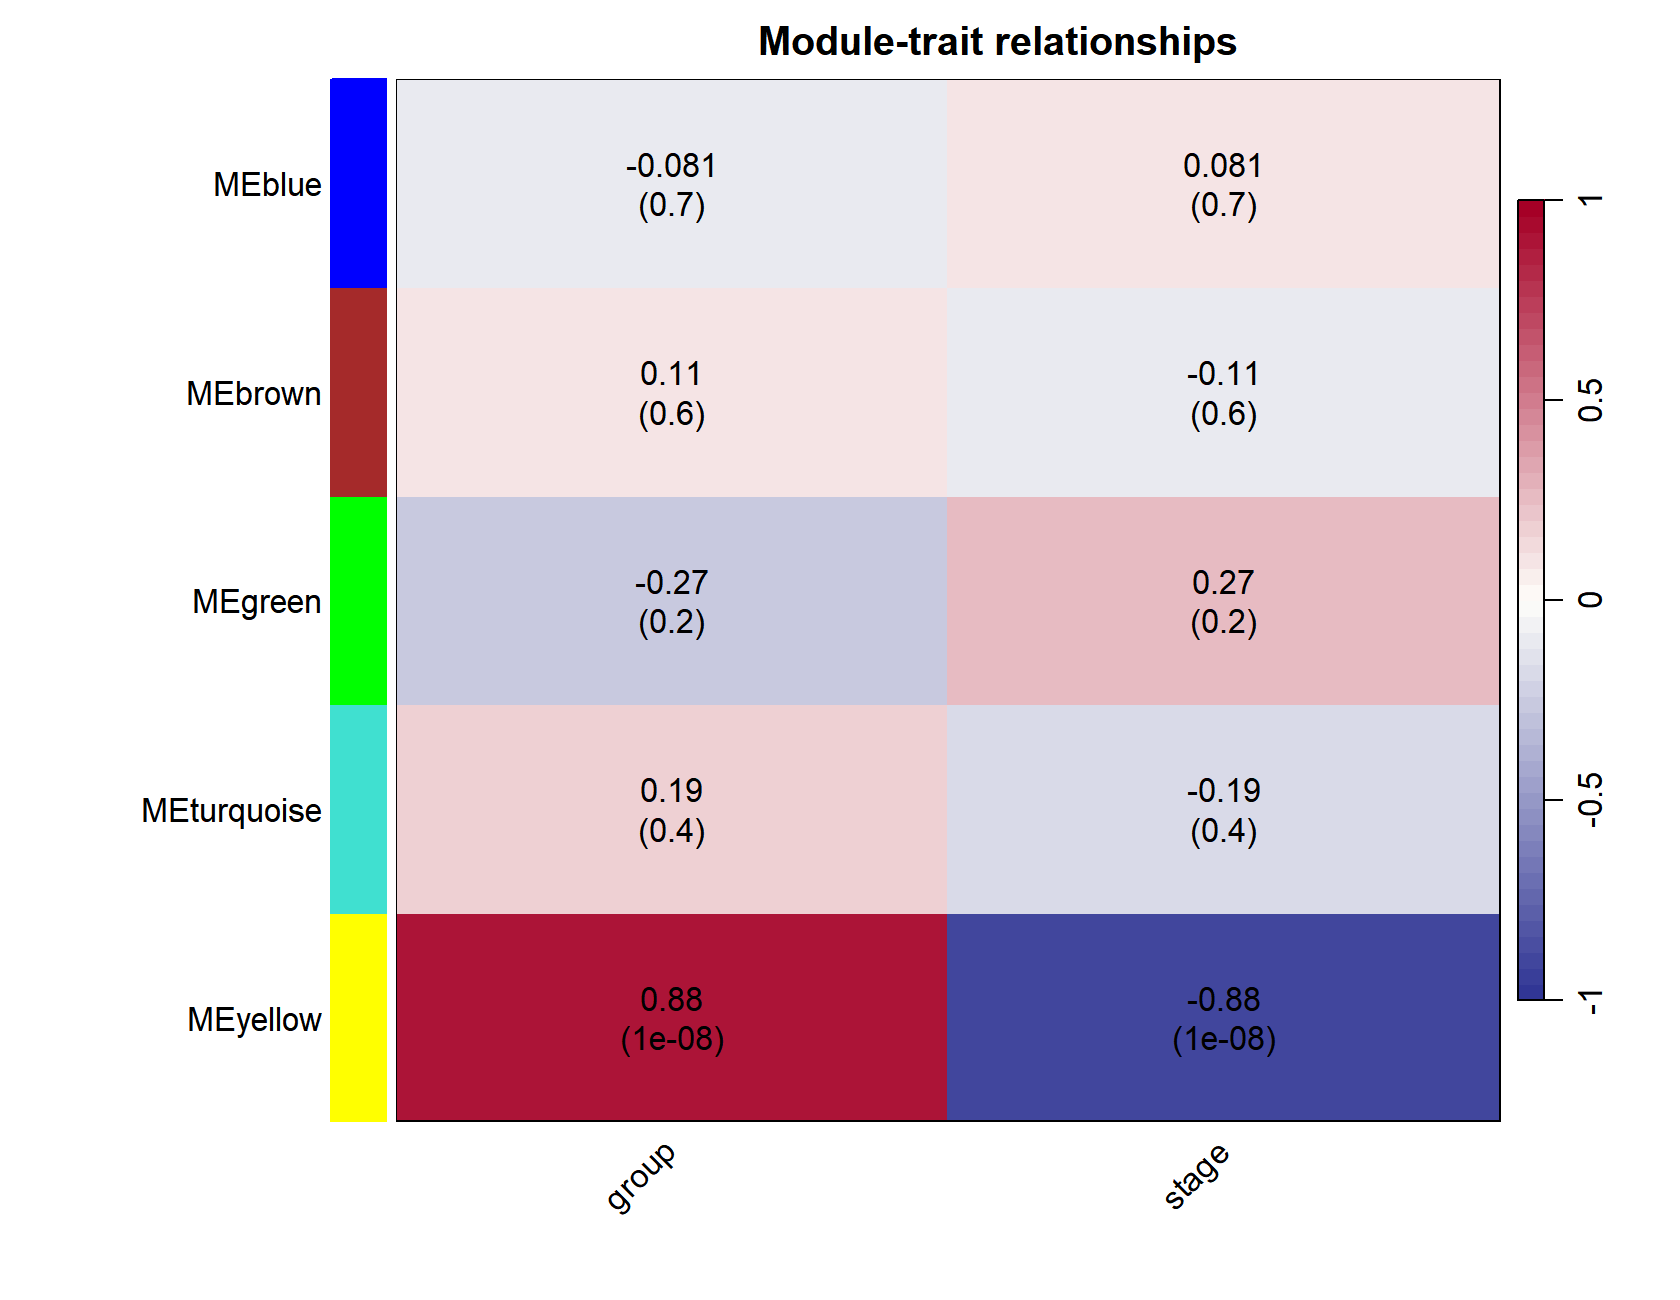 Module-trait relationships
MEblue
-0.081
(0.7)
0.081
(0.7)
MEbrown
0.11
(0.6)
-0.11
(0.6)
MEgreen
-0.27
(0.2)
0.27
(0.2)
MEturquoise
0.19
(0.4)
-0.19
(0.4)
MEyellow
0.88
(1e-08)
-0.88
(1e-08)
group
stage
1
0.5
0
-0.5
-1